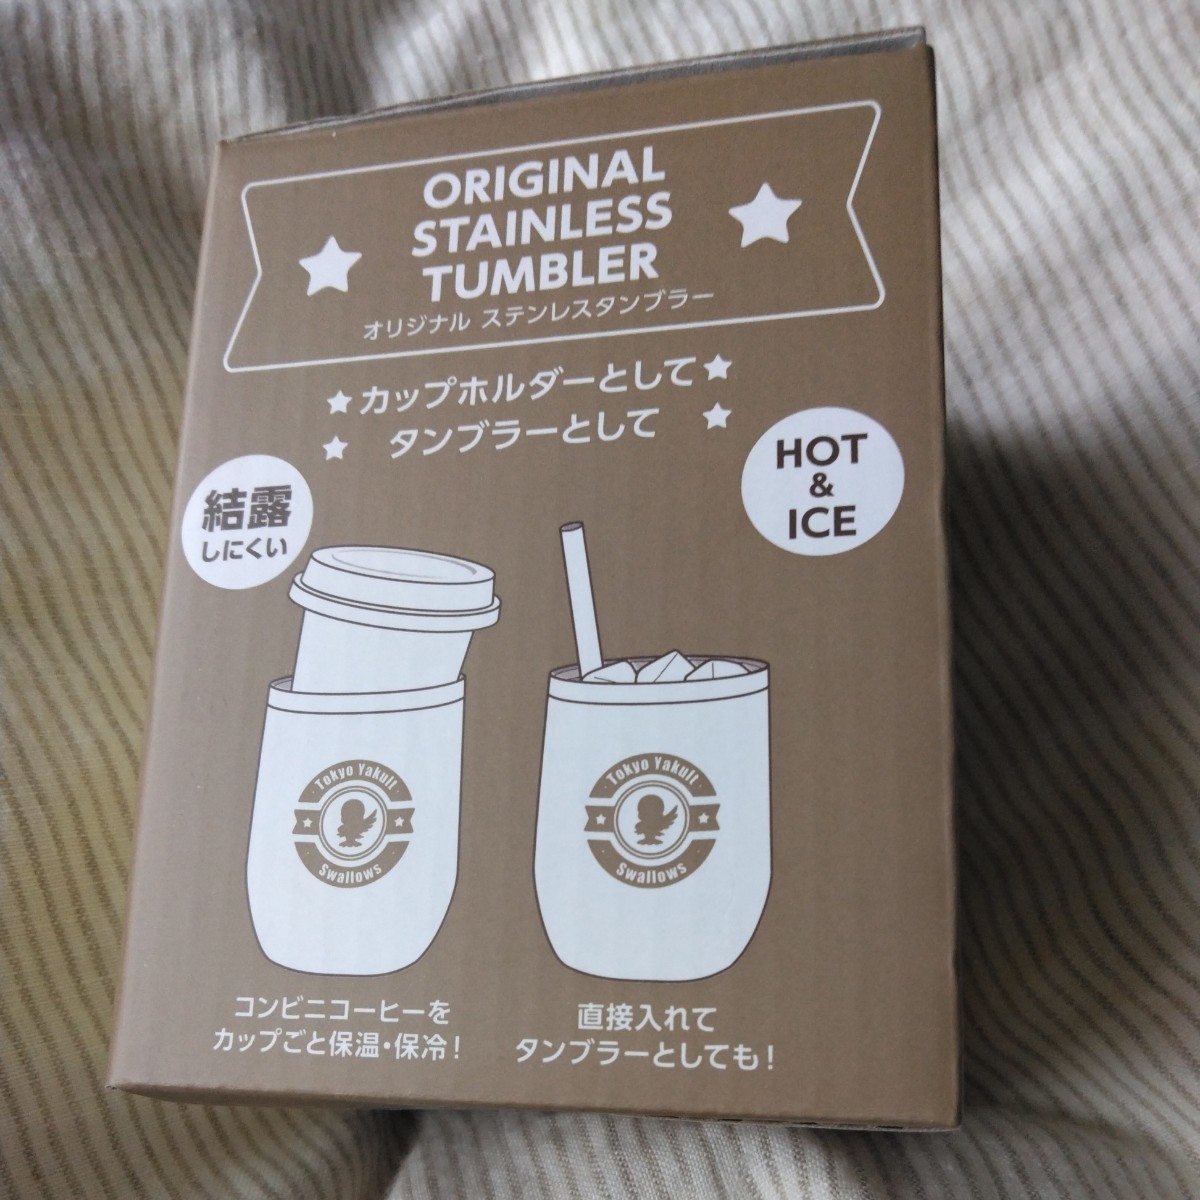 ORIGINAL
STAINLESS
TUMBLER
オリジナル ステンレスタンブラー
カップホルダーとして
タンブラーとして
結露
しにくい
HOT
&
ICE
Tokyo Yakult
Swallows
Tokyo Yakult
Swallows
コンビニコーヒーを
カップごと保温・保冷！
直接入れて
タンブラーとしても！